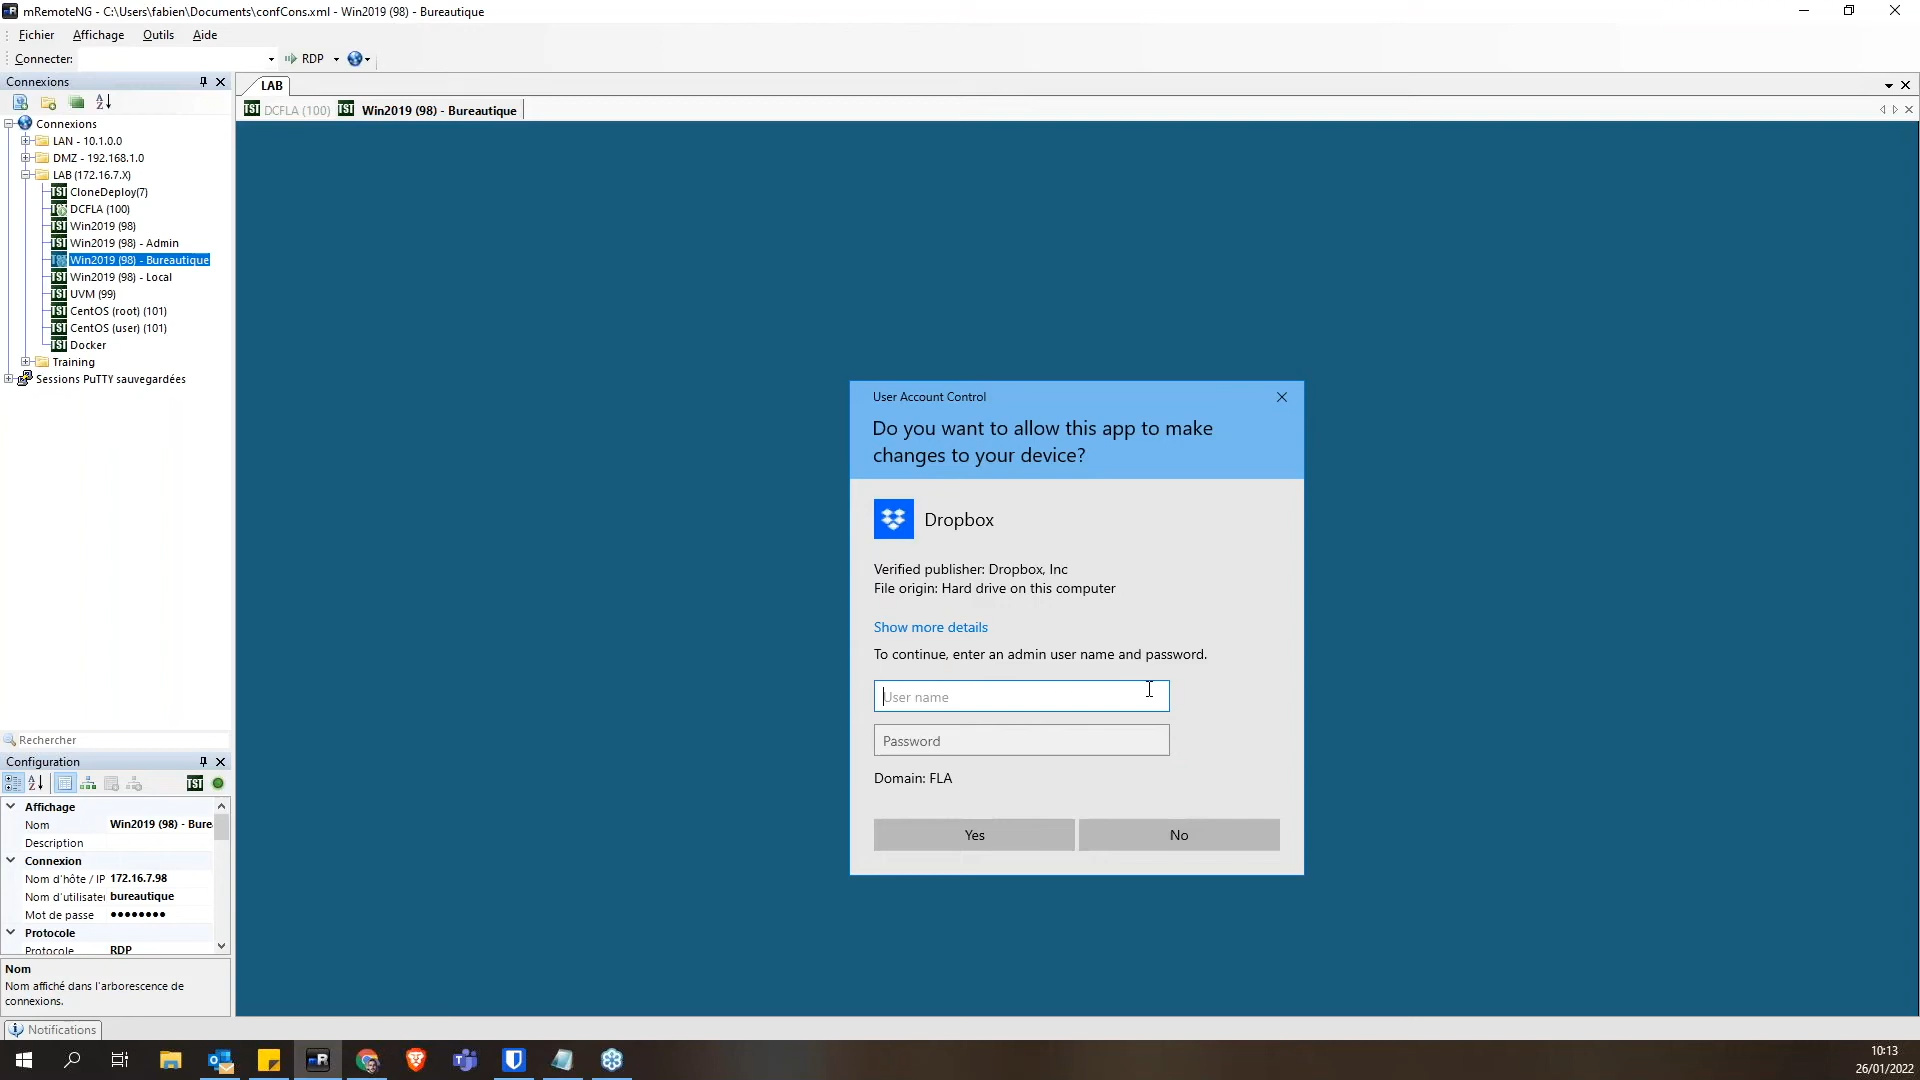 mRemoteNG - C:\Users\fabien\Documents\confCons.xml - Win2019 (98) - Bureautique
Fichier Affichage Outils Aide
Connecter: RDP
Connexions
LAB
DCFLA (100) Win2019 (98) - Bureautique
Connexions
LAN - 10.1.0.0
DMZ - 192.168.1.0
LAB (172.16.7.X)
CloneDeploy(7)
DCFLA (100)
Win2019 (98)
Win2019 (98) - Admin
Win2019 (98) - Bureautique
Win2019 (98) - Local
UVM (99)
CentOS (root) (101)
CentOS (user) (101)
Docker
Training
Sessions PuTTY sauvegardées
User Account Control
Do you want to allow this app to make
changes to your device?
Dropbox
Verified publisher: Dropbox, Inc
File origin: Hard drive on this computer
Show more details
To continue, enter an admin user name and password.
User name
Password
Domain: FLA
Yes No
Rechercher
Configuration
Affichage
Nom Win2019 (98) - Bure
Description
Connexion
Nom d'hôte / IP 172.16.7.98
Nom d'utilisate bureautique
Mot de passe ●●●●●●●●
Protocole
Protocole RDP
Nom
Nom affiché dans l'arborescence de
connexions.
Notifications
10:13
26/01/2022